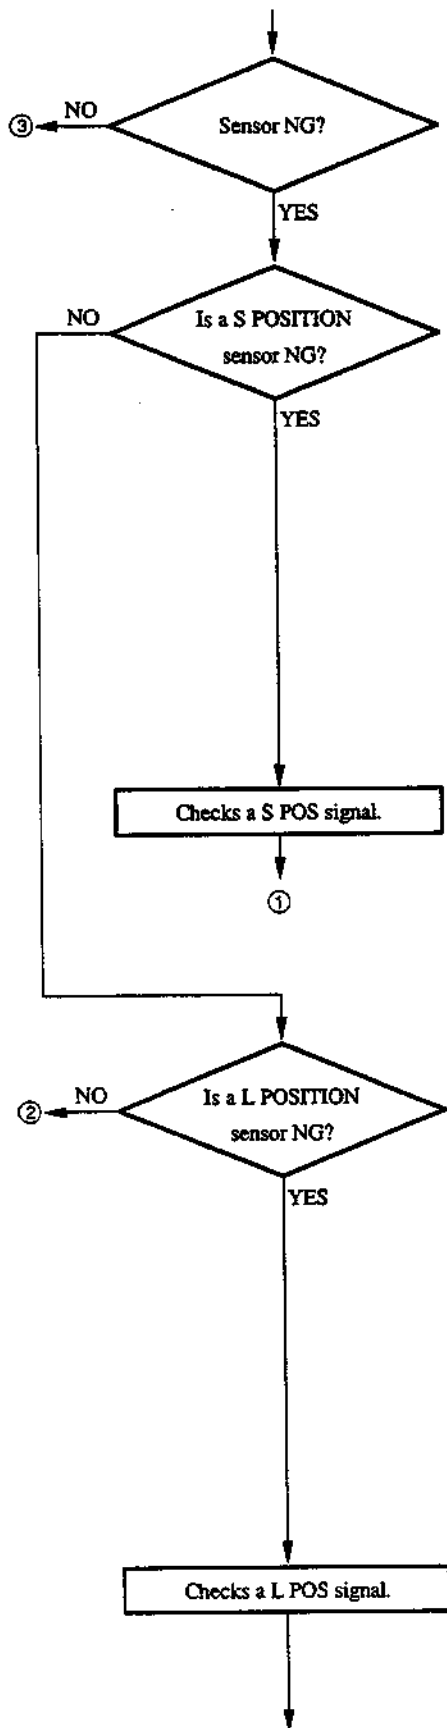 Sensor NG?
NO
③
YES
Is a S POSITION
sensor NG?
NO
YES
Checks a S POS signal.
①
Is a L POSITION
sensor NG?
NO
②
YES
Checks a L POS signal.